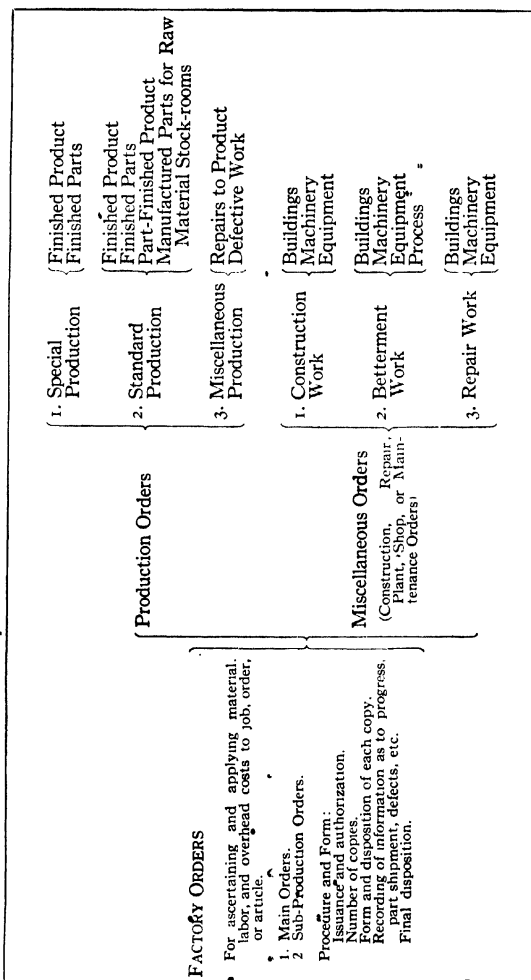 FACTORY ORDERS
For ascertaining and applying material,
labor, and overhead costs to job, order,
or article.
1. Main Orders.
2 Sub-Production Orders.
Procedure and Form:
Issuance and authorization.
Number of copies.
Form and disposition of each copy.
Recording of information as to progress,
part shipment, defects, etc.
Final disposition.
Production Orders
1. Special
Production
Finished Product
Finished Parts
2. Standard
Production
Finished Product
Finished Parts
Part-Finished Product
Manufactured Parts for Raw
Material Stock-rooms
3. Miscellaneous
Production
Repairs to Product
Defective Work
Miscellaneous Orders
(Construction, Repair,
Plant, Shop, or Main-
tenance Orders)
1. Construction
Work
Buildings
Machinery
Equipment
2. Betterment
Work
Buildings
Machinery
Equipment
Process
3. Repair Work
Buildings
Machinery
Equipment